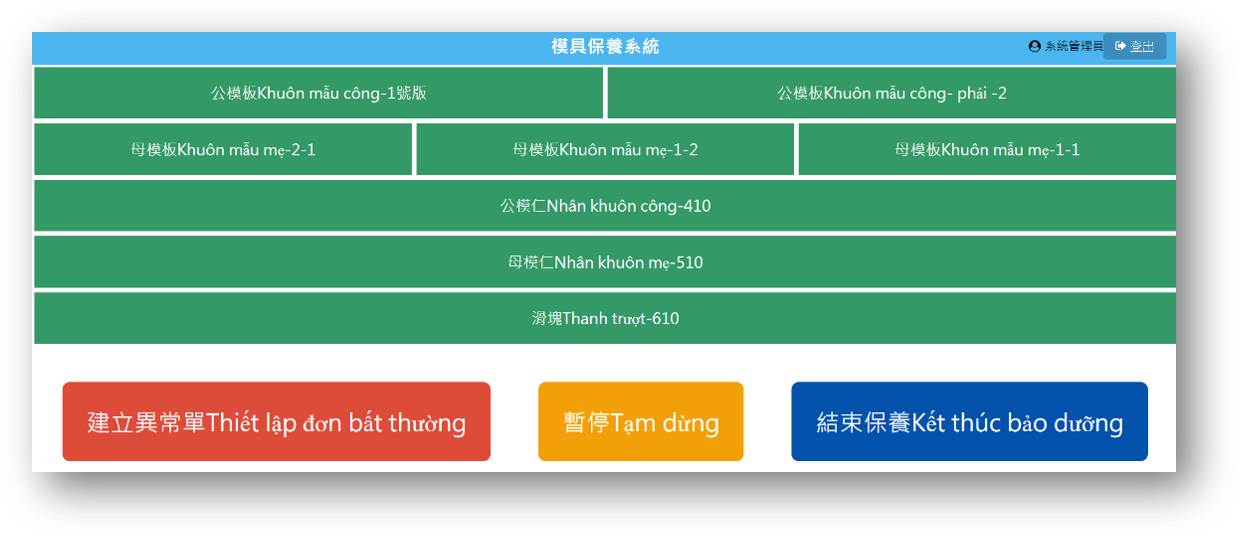 模具保養系統
系統管理員 登出
公模板Khuôn mẫu công-1號版
公模板Khuôn mẫu công- phải -2
母模板Khuôn mẫu mẹ-2-1
母模板Khuôn mẫu mẹ-1-2
母模板Khuôn mẫu mẹ-1-1
公模仁Nhân khuôn công-410
母模仁Nhân khuôn mẹ-510
滑塊Thanh trượt-610
建立異常單Thiết lập đơn bất thường
暫停Tạm dừng
結束保養Kết thúc bảo dưỡng